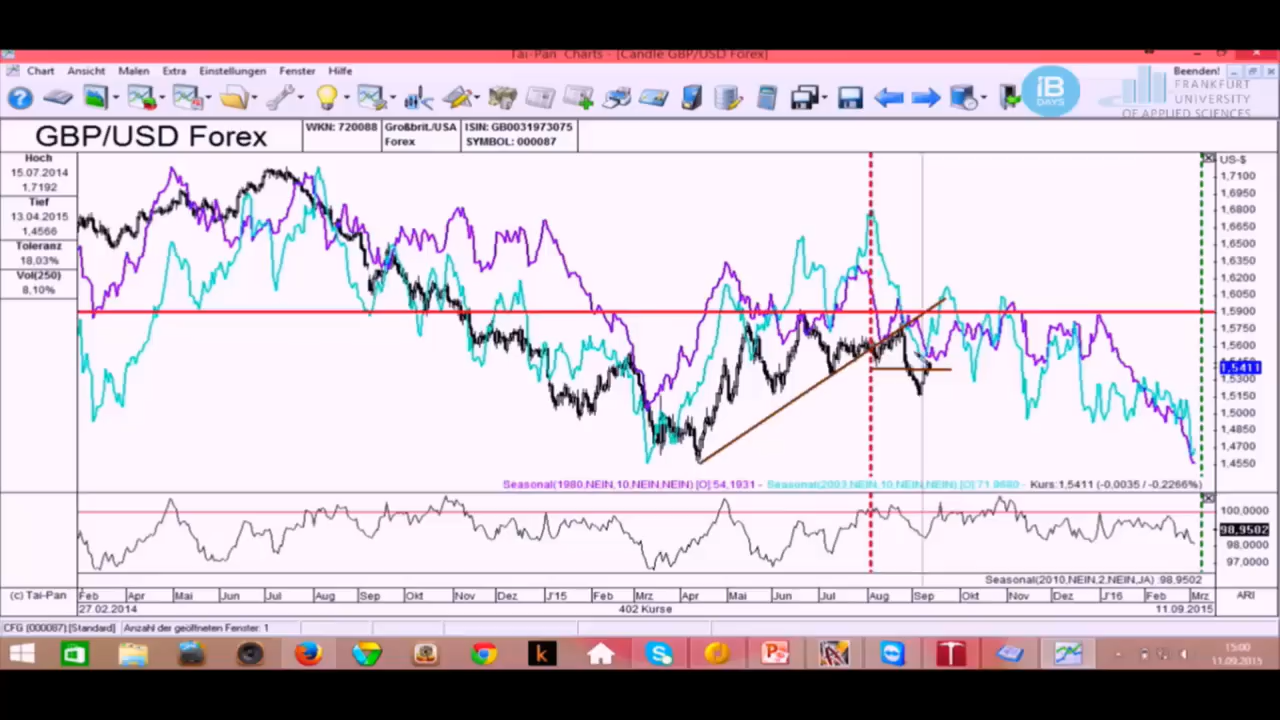 Tai-Pan Charts - [Candle GBP/USD Forex]
Chart Ansicht Malen Extra Einstellungen Fenster Hilfe
Beenden!
iB
DAYS
FRANKFURT
UNIVERSITY
OF APPLIED SCIENCES
GBP/USD Forex
WKN: 720088
Großbrit./USA
Forex
ISIN: GB0031973075
SYMBOL: 000087
Hoch
15.07.2014
1,7192
Tief
13.04.2015
1,4566
Toleranz
18,03%
Vol(250)
8,10%
US-$
1,7100
1,6950
1,6800
1,6650
1,6500
1,6350
1,6200
1,6050
1,5900
1,5750
1,5600
1,5411
1,5300
1,5150
1,5000
1,4850
1,4700
1,4550
Seasonal(1980,NEIN,10,NEIN,NEIN) [O]:54,1931 - Seasonal(2003,NEIN,10,NEIN,NEIN) [O]:71,9680 - Kurs:1,5411 (-0,0035 / -0,2266%)
100,0000
98,9502
98,0000
97,0000
Seasonal(2010,NEIN,2,NEIN,JA) :98,9502
(c) Tai-Pan
Feb Apr Mai Jun Jul Aug Sep Okt Nov Dez J'15 Feb Mrz Apr Mai Jun Jul Aug Sep Okt Nov Dez J'16 Feb Mrz
ARI
27.02.2014 402 Kurse 11.09.2015
CFG (000087) [Standard] Anzahl der geöffneten Fenster: 1
15:00
11.09.2015